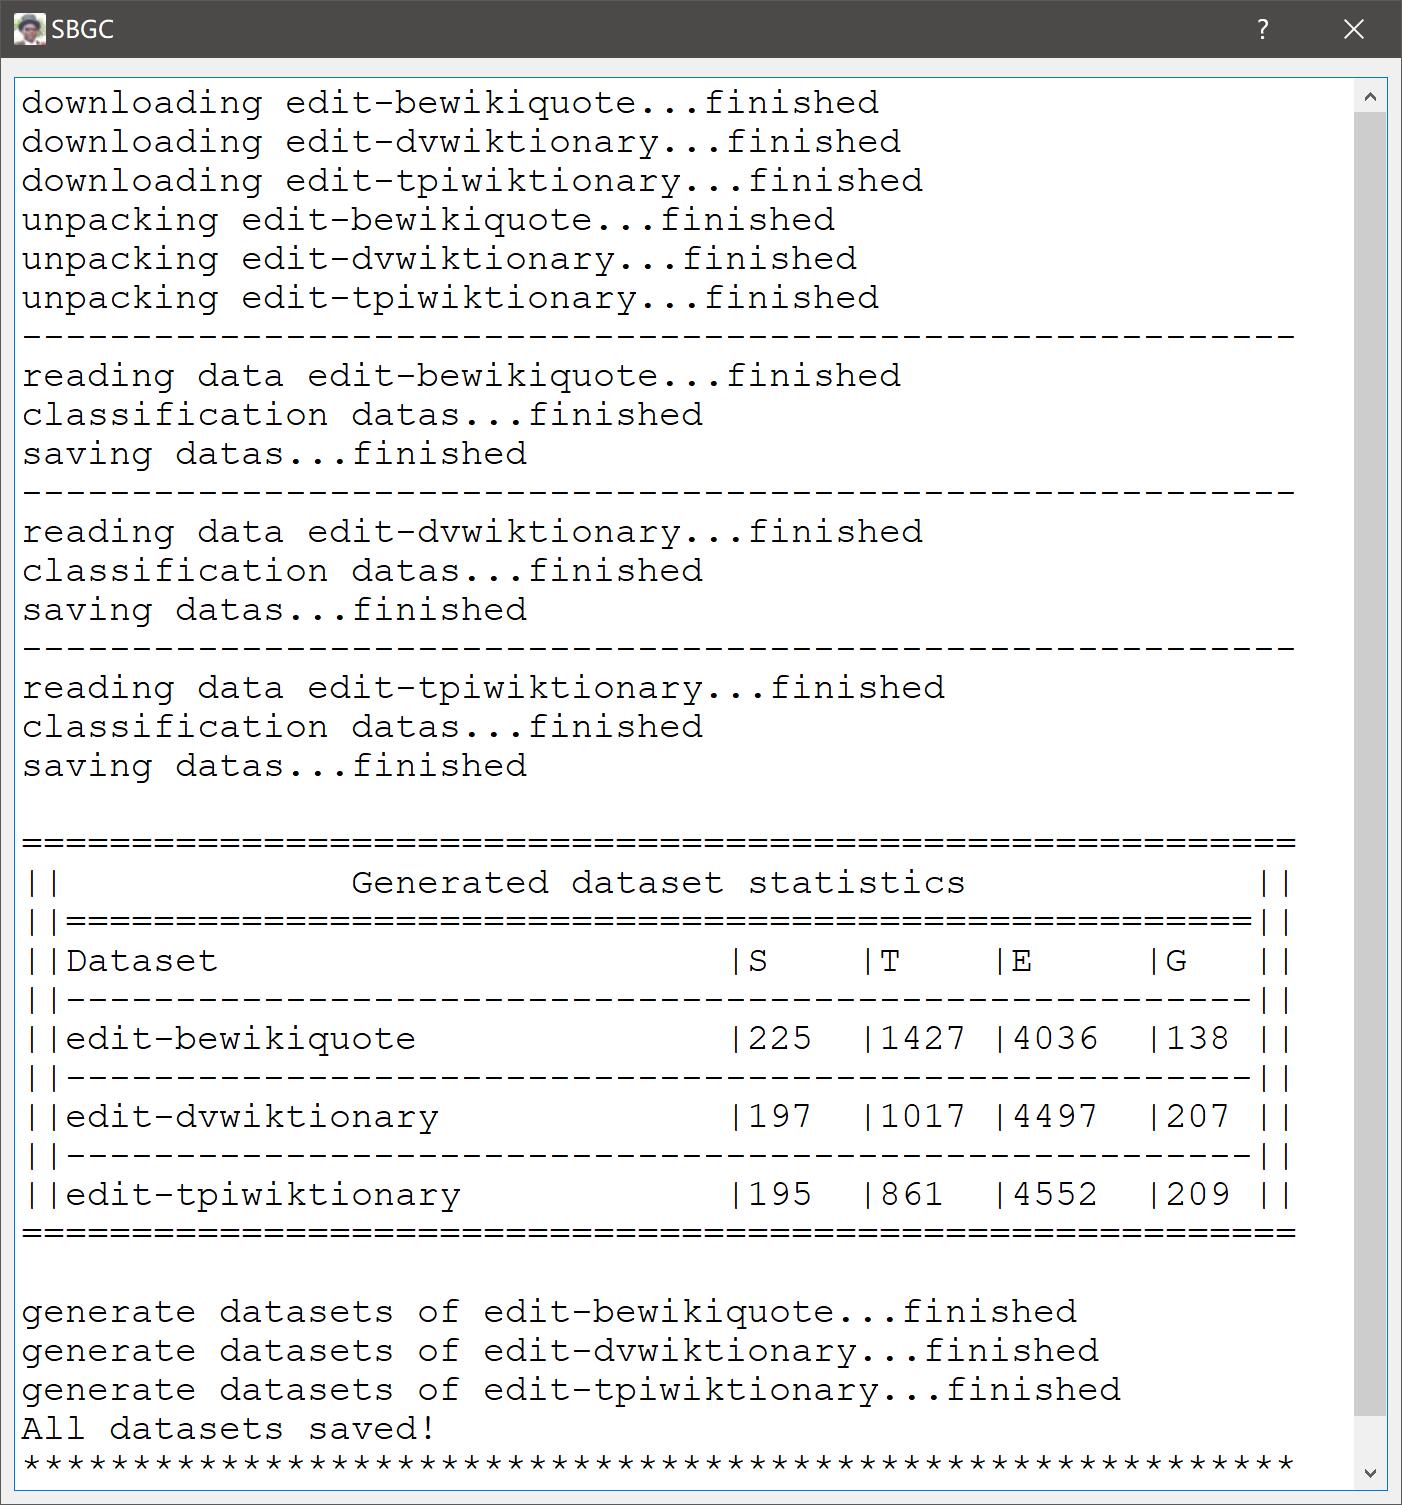 SBGC
downloading edit-bewikiquote...finished
downloading edit-dvwiktionary...finished
downloading edit-tpiwiktionary...finished
unpacking edit-bewikiquote...finished
unpacking edit-dvwiktionary...finished
unpacking edit-tpiwiktionary...finished
----------------------------------------------------------
reading data edit-bewikiquote...finished
classification datas...finished
saving datas...finished
----------------------------------------------------------
reading data edit-dvwiktionary...finished
classification datas...finished
saving datas...finished
----------------------------------------------------------
reading data edit-tpiwiktionary...finished
classification datas...finished
saving datas...finished
==========================================================
||             Generated dataset statistics             ||
||======================================================||
||Dataset                       |S    |T    |E     |G   ||
||------------------------------------------------------||
||edit-bewikiquote              |225  |1427 |4036  |138 ||
||------------------------------------------------------||
||edit-dvwiktionary             |197  |1017 |4497  |207 ||
||------------------------------------------------------||
||edit-tpiwiktionary            |195  |861  |4552  |209 ||
==========================================================
generate datasets of edit-bewikiquote...finished
generate datasets of edit-dvwiktionary...finished
generate datasets of edit-tpiwiktionary...finished
All datasets saved!
**********************************************************